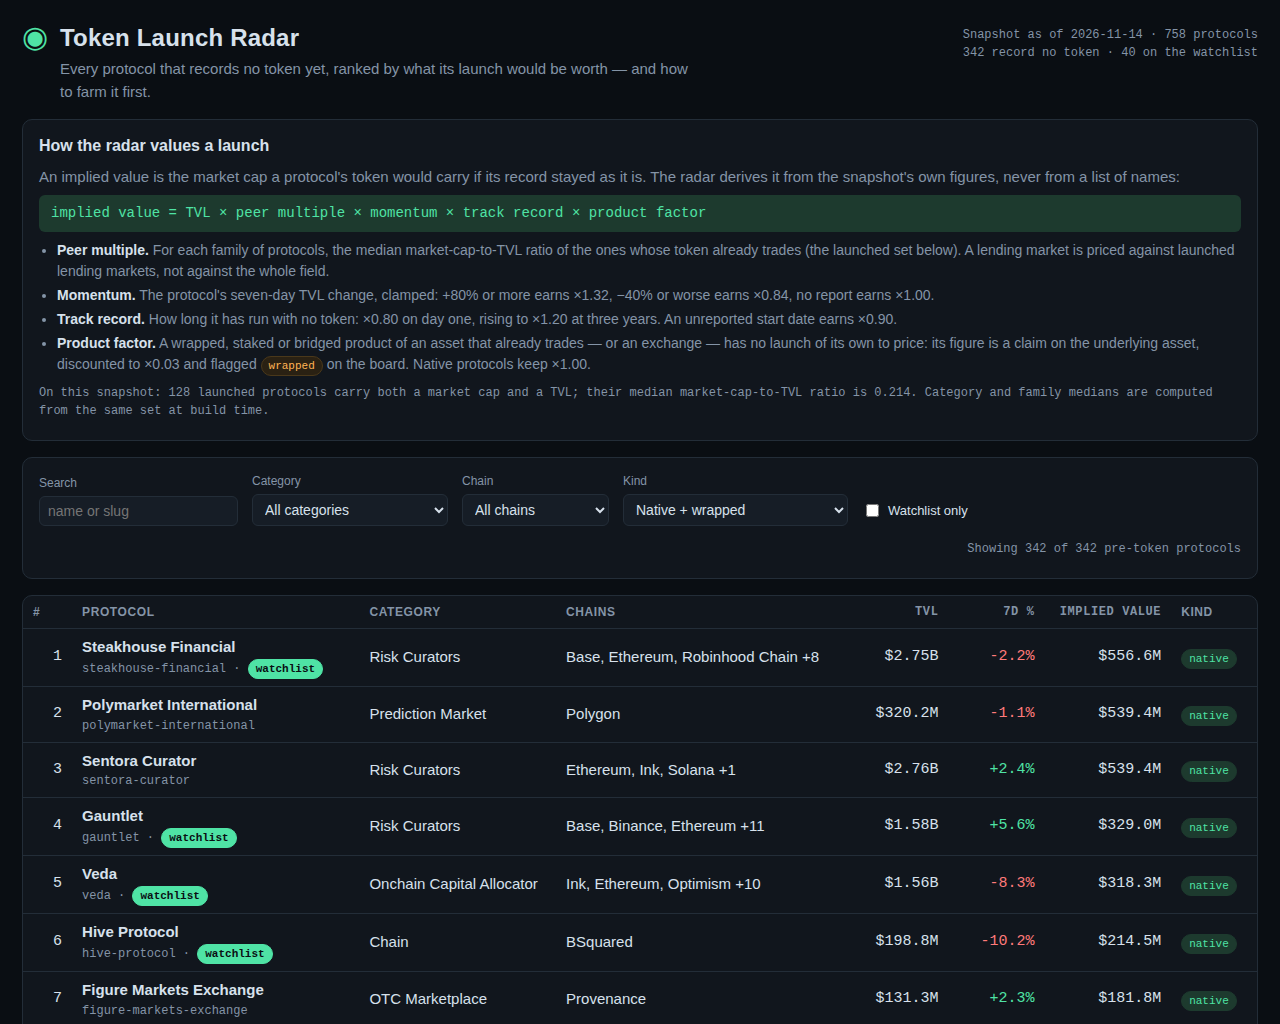 Token Launch Radar
Every protocol that records no token yet, ranked by what its launch would be worth — and how
to farm it first.
Snapshot as of 2026-11-14 · 758 protocols
342 record no token · 40 on the watchlist
How the radar values a launch
An implied value is the market cap a protocol's token would carry if its record stayed as it is. The radar derives it from the snapshot's own figures, never from a list of names:
implied value = TVL × peer multiple × momentum × track record × product factor
• Peer multiple. For each family of protocols, the median market-cap-to-TVL ratio of the ones whose token already trades (the launched set below). A lending market is priced against launched
lending markets, not against the whole field.
• Momentum. The protocol's seven-day TVL change, clamped: +80% or more earns ×1.32, −40% or worse earns ×0.84, no report earns ×1.00.
• Track record. How long it has run with no token: ×0.80 on day one, rising to ×1.20 at three years. An unreported start date earns ×0.90.
• Product factor. A wrapped, staked or bridged product of an asset that already trades — or an exchange — has no launch of its own to price: its figure is a claim on the underlying asset,
discounted to ×0.03 and flagged wrapped on the board. Native protocols keep ×1.00.
On this snapshot: 128 launched protocols carry both a market cap and a TVL; their median market-cap-to-TVL ratio is 0.214. Category and family medians are computed
from the same set at build time.
Search
name or slug
Category
All categories
Chain
All chains
Kind
Native + wrapped
Watchlist only
Showing 342 of 342 pre-token protocols
# PROTOCOL CATEGORY CHAINS TVL 7D % IMPLIED VALUE KIND
1 Steakhouse Financial Risk Curators Base, Ethereum, Robinhood Chain +8 $2.75B -2.2% $556.6M native
steakhouse-financial · watchlist
2 Polymarket International Prediction Market Polygon $320.2M -1.1% $539.4M native
polymarket-international
3 Sentora Curator Risk Curators Ethereum, Ink, Solana +1 $2.76B +2.4% $539.4M native
sentora-curator
4 Gauntlet Risk Curators Base, Binance, Ethereum +11 $1.58B +5.6% $329.0M native
gauntlet · watchlist
5 Veda Onchain Capital Allocator Ink, Ethereum, Optimism +10 $1.56B -8.3% $318.3M native
veda · watchlist
6 Hive Protocol Chain BSquared $198.8M -10.2% $214.5M native
hive-protocol · watchlist
7 Figure Markets Exchange OTC Marketplace Provenance $131.3M +2.3% $181.8M native
figure-markets-exchange